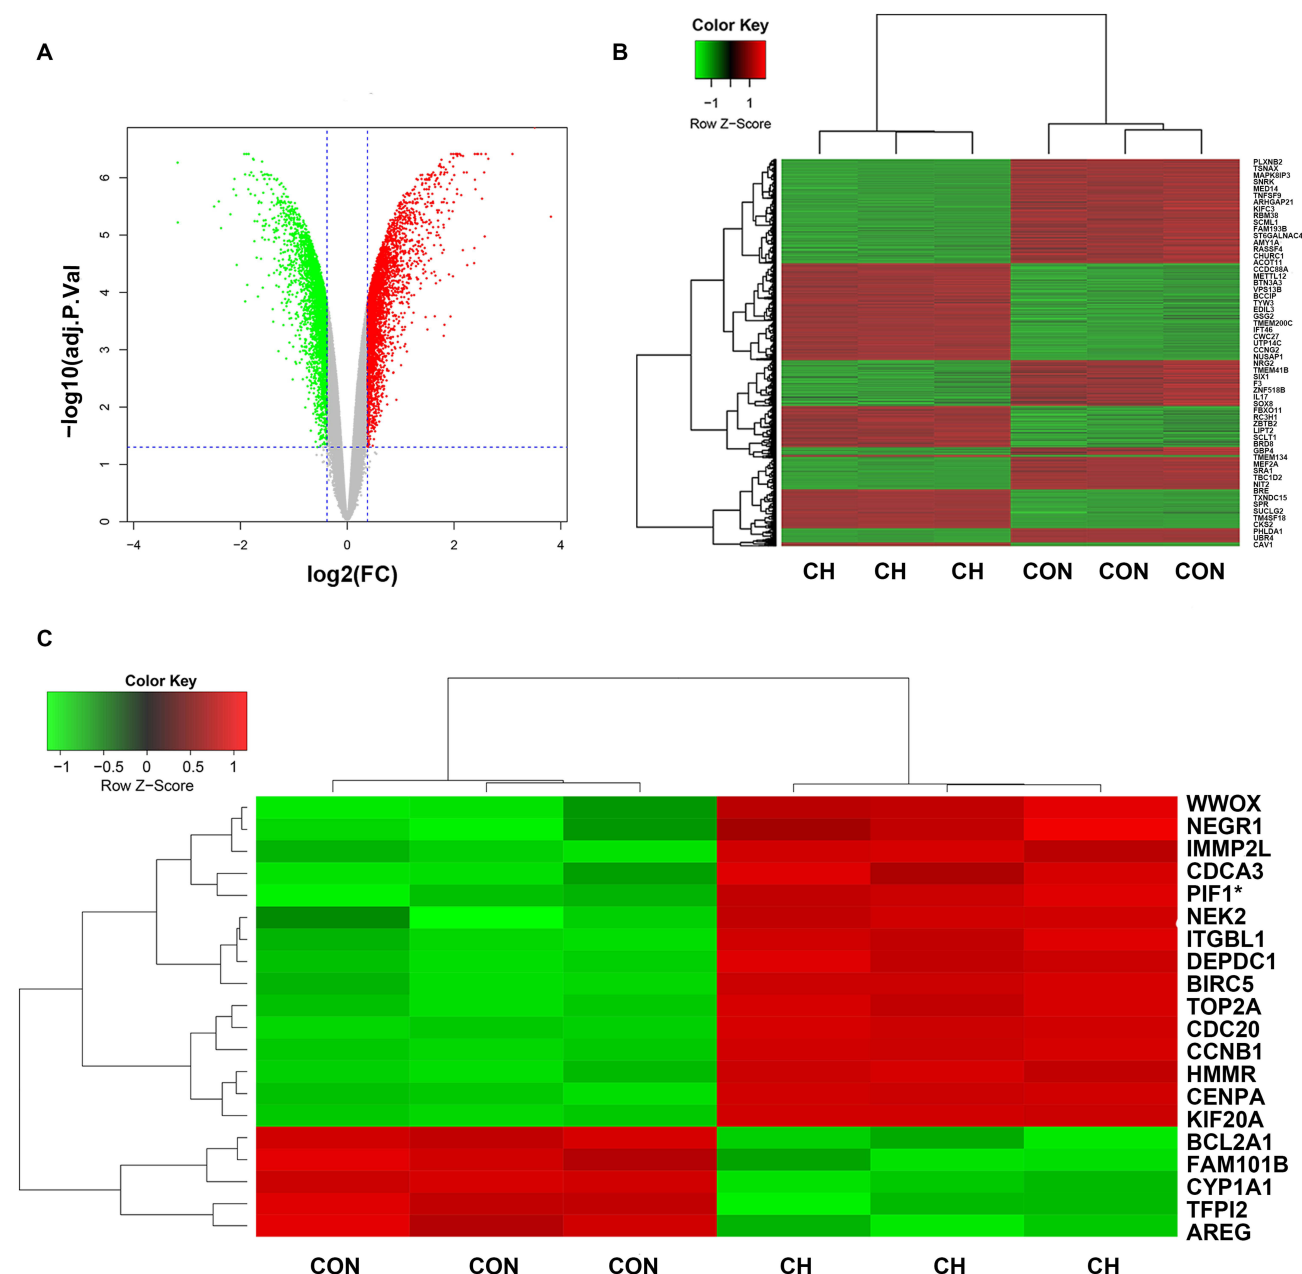 A
6
5
4
3
2
1
0
−log10(adj.P.Val
−4
−2
0
2
4
log2(FC)
B
Color Key
−1 1
Row Z−Score
PLXNB2
TSNAX
MAPK8IP3
SNRK
MED14
TNFSF9
ARHGAP21
KIFC3
RBM38
SCML1
FAM193B
ST6GALNAC4
AMY1A
RASSF4
CHURC1
ACOT11
CCDC88A
METTL12
BTN3A3
VPS13B
BCCIP
TYW3
EDIL3
GSG2
TMEM200C
IFT46
CWC27
UTP14C
CCNG2
NUSAP1
NRG2
TMEM41B
SIX1
F3
ZNF518B
IL17
SOX8
FBXO11
RC3H1
ZBTB2
LIPT2
SCLT1
BRD8
GBP4
TMEM134
MEF2A
SRA1
TBC1D2
NIT2
BRE
TXNDC15
SPR
SUCLG2
TM4SF18
CKS2
PHLDA1
UBR4
CAV1
CH CH CH CON CON CON
C
Color Key
−1 −0.5 0 0.5 1
Row Z−Score
WWOX
NEGR1
IMMP2L
CDCA3
PIF1*
NEK2
ITGBL1
DEPDC1
BIRC5
TOP2A
CDC20
CCNB1
HMMR
CENPA
KIF20A
BCL2A1
FAM101B
CYP1A1
TFPI2
AREG
CON CON CON CH CH CH